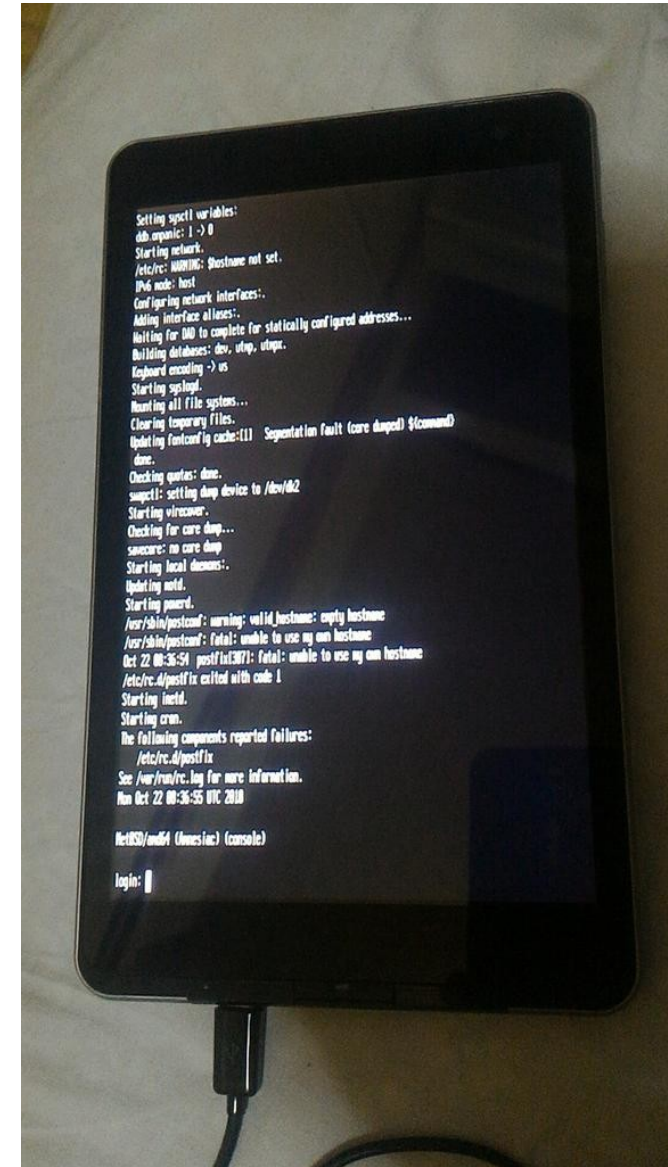 Setting sysctl variables:
ddb.onpanic: 1 -> 0
Starting network.
/etc/rc: WARNING: $hostname not set.
IPv6 mode: host
Configuring network interfaces:.
Adding interface aliases:.
Waiting for DAD to complete for statically configured addresses...
Building databases: dev, utmp, utmpx.
Keyboard encoding -> us
Starting syslogd.
Mounting all file systems...
Clearing temporary files.
Updating fontconfig cache:[1]   Segmentation fault (core dumped) ${command}
done.
Checking quotas: done.
swapctl: setting dump device to /dev/dk2
Starting virecover.
Checking for core dump...
savecore: no core dump
Starting local daemons:.
Updating motd.
Starting powerd.
/usr/sbin/postconf: warning: valid_hostname: empty hostname
/usr/sbin/postconf: fatal: unable to use my own hostname
Oct 22 00:36:54  postfix[387]: fatal: unable to use my own hostname
/etc/rc.d/postfix exited with code 1
Starting inetd.
Starting cron.
The following components reported failures:
/etc/rc.d/postfix
See /var/run/rc.log for more information.
Mon Oct 22 00:36:55 UTC 2018
NetBSD/amd64 (Amnesiac) (console)
login: